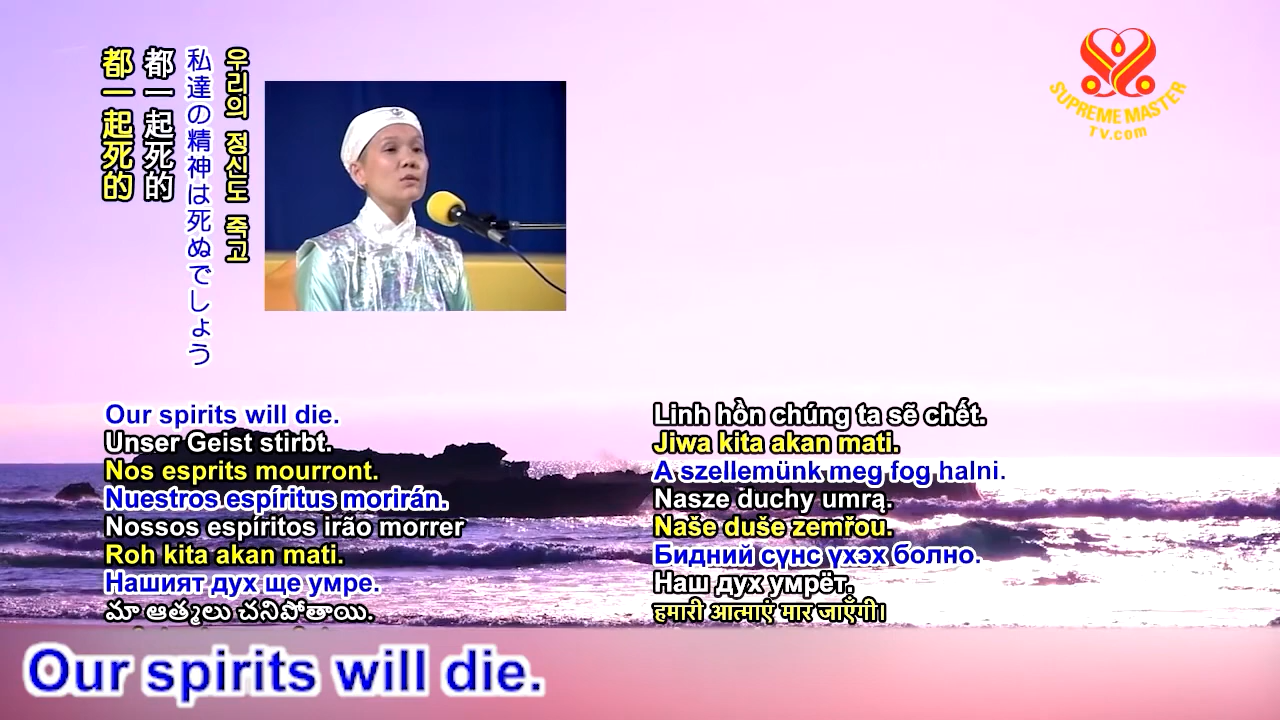 都一起死的
都一起死的
私達の精神は死ぬでしょう
우리의 정신도 죽고
SUPREME MASTER
TV.com
Our spirits will die.
Unser Geist stirbt.
Nos esprits mourront.
Nuestros espíritus morirán.
Nossos espíritos irão morrer
Roh kita akan mati.
Нашият дух ще умре.
మా ఆత్మలు చనిపోతాయి.
Linh hồn chúng ta sẽ chết.
Jiwa kita akan mati.
A szellemünk meg fog halni.
Nasze duchy umrą.
Naše duše zemřou.
Бидний сүнс үхэх болно.
Наш дух умрёт.
हमारी आत्माएं मार जाएँगी।
Our spirits will die.